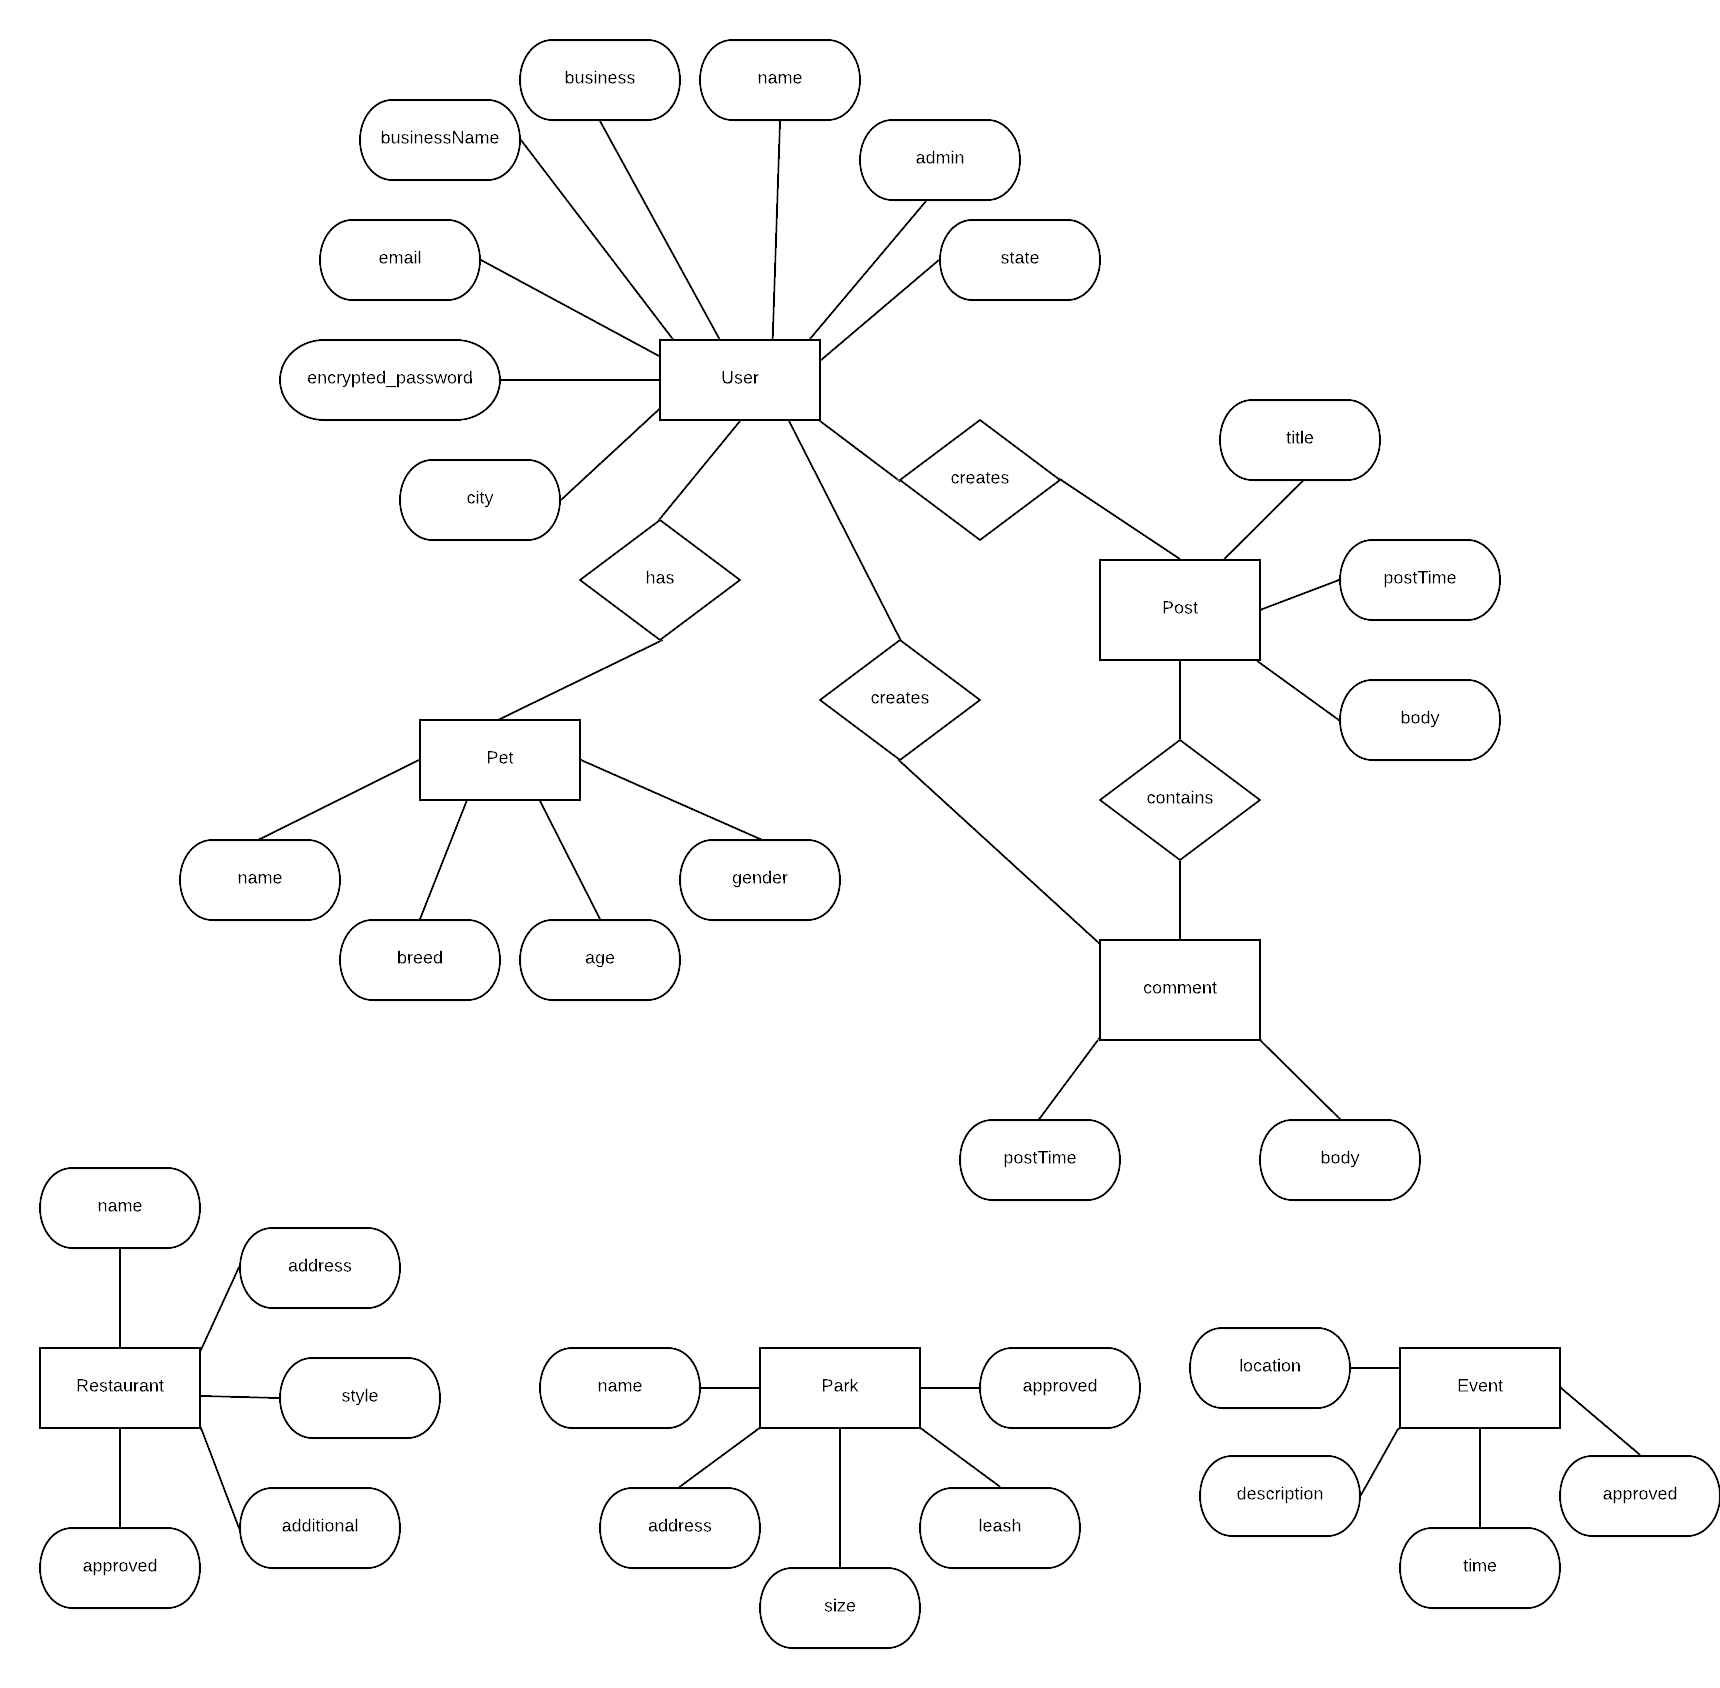 business
name
businessName
admin
email
state
encrypted_password
User
title
city
creates
has
postTime
Post
body
creates
Pet
contains
name
gender
breed
age
comment
postTime
body
name
address
Restaurant
style
additional
approved
name
Park
approved
address
leash
size
location
Event
description
approved
time